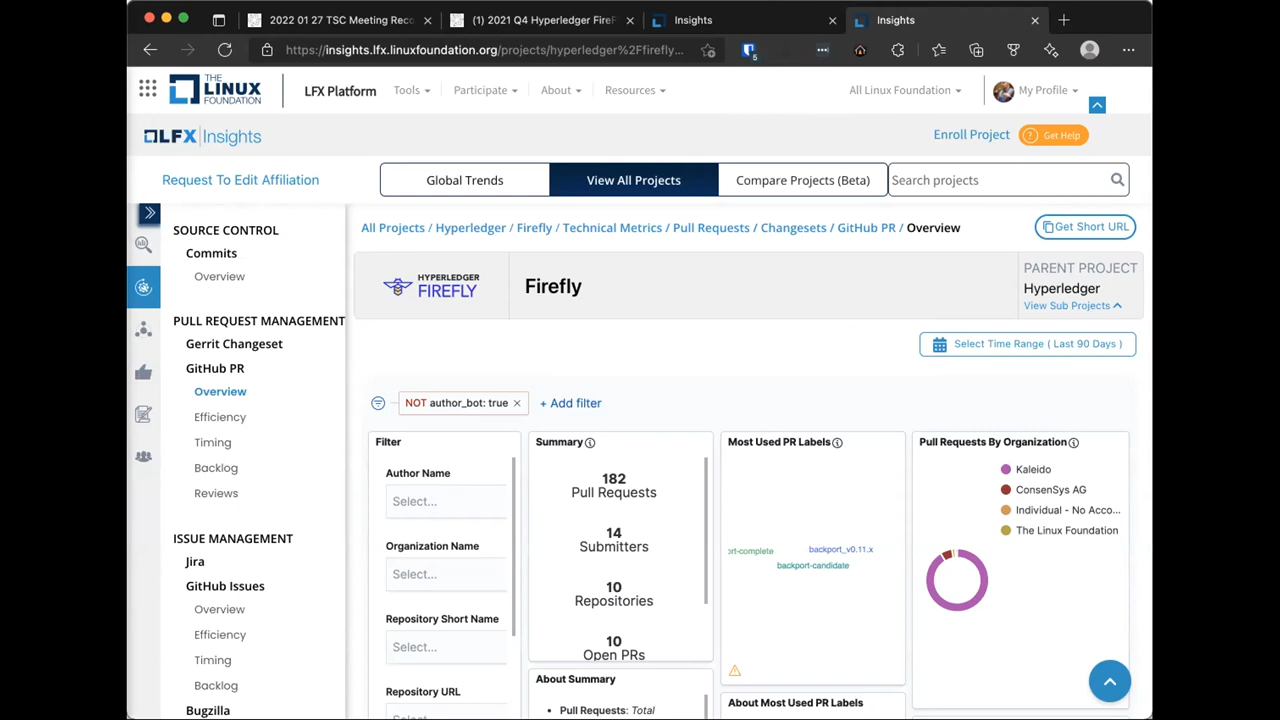 2022 01 27 TSC Meeting Reco
(1) 2021 Q4 Hyperledger FireF
Insights
Insights
https://insights.lfx.linuxfoundation.org/projects/hyperledger%2Ffirefly...
5
THE LINUX FOUNDATION
LFX Platform
Tools
Participate
About
Resources
All Linux Foundation
My Profile
LFX Insights
Enroll Project
? Get Help
Request To Edit Affiliation
Global Trends
View All Projects
Compare Projects (Beta)
Search projects
SOURCE CONTROL
Commits
Overview
PULL REQUEST MANAGEMENT
Gerrit Changeset
GitHub PR
Overview
Efficiency
Timing
Backlog
Reviews
ISSUE MANAGEMENT
Jira
GitHub Issues
Overview
Efficiency
Timing
Backlog
Bugzilla
All Projects / Hyperledger / Firefly / Technical Metrics / Pull Requests / Changesets / GitHub PR / Overview
Get Short URL
HYPERLEDGER
FIREFLY
Firefly
PARENT PROJECT
Hyperledger
View Sub Projects
Select Time Range ( Last 90 Days )
NOT author_bot: true ×
+ Add filter
Filter
Author Name
Select...
Organization Name
Select...
Repository Short Name
Select...
Repository URL
Summary
182
Pull Requests
14
Submitters
10
Repositories
10
Open PRs
About Summary
• Pull Requests: Total
Most Used PR Labels
ort-complete
backport_v0.11.x
backport-candidate
About Most Used PR Labels
Pull Requests By Organization
Kaleido
ConsenSys AG
Individual - No Acco...
The Linux Foundation